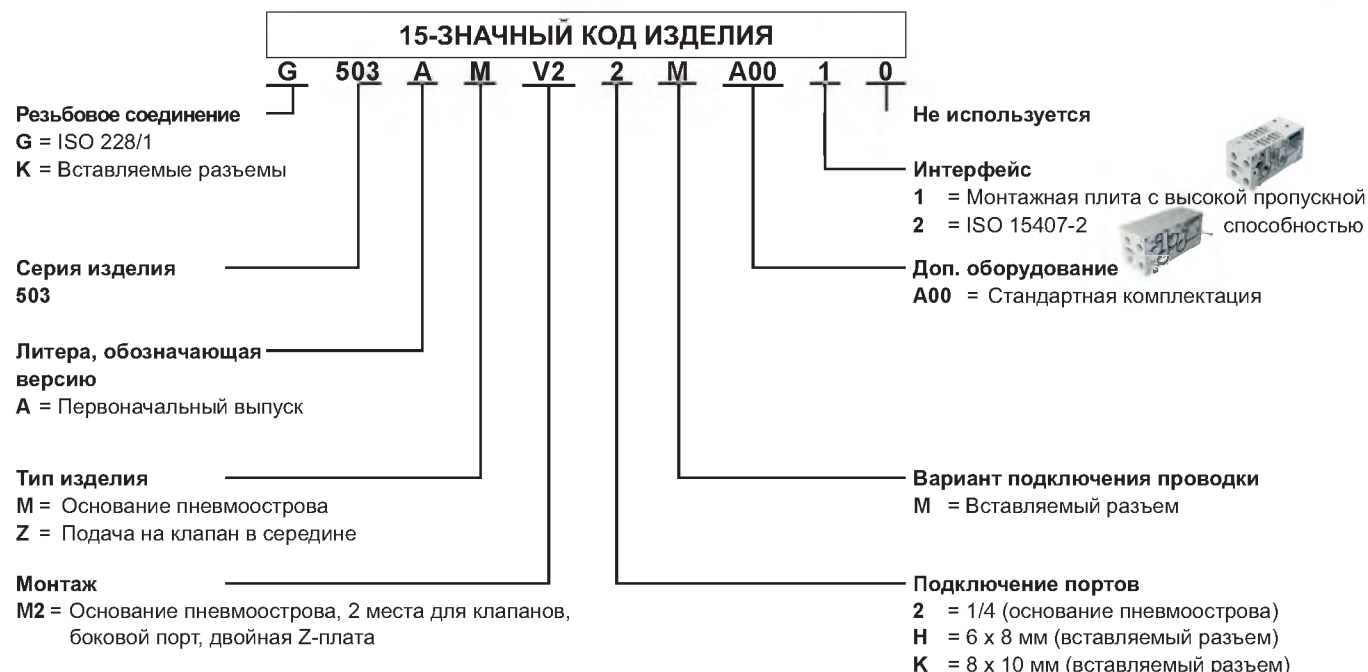 15-ЗНАЧНЫЙ КОД ИЗДЕЛИЯ
G 503 A M V2 2 M A00 1 0
Резьбовое соединение
G = ISO 228/1
K = Вставляемые разъемы
Серия изделия
503
Литера, обозначающая
версию
A = Первоначальный выпуск
Тип изделия
M = Основание пневмоострова
Z = Подача на клапан в середине
Монтаж
M2 = Основание пневмоострова, 2 места для клапанов,
боковой порт, двойная Z-плата
Не используется
Интерфейс
1 = Монтажная плита с высокой пропускной
2 = ISO 15407-2 способностью
Доп. оборудование
A00 = Стандартная комплектация
Вариант подключения проводки
M = Вставляемый разъем
Подключение портов
2 = 1/4 (основание пневмоострова)
H = 6 x 8 мм (вставляемый разъем)
K = 8 x 10 мм (вставляемый разъем)